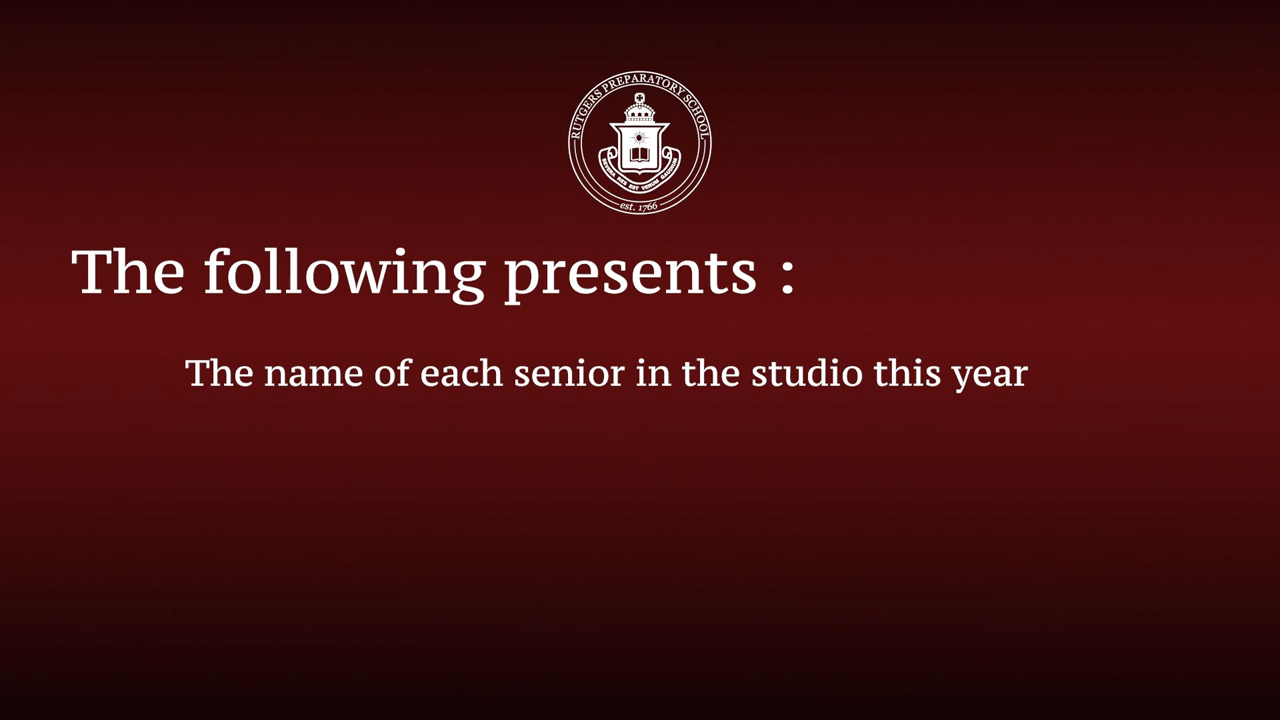 RUTGERS PREPARATORY SCHOOL
est. 1766
The following presents :
The name of each senior in the studio this year